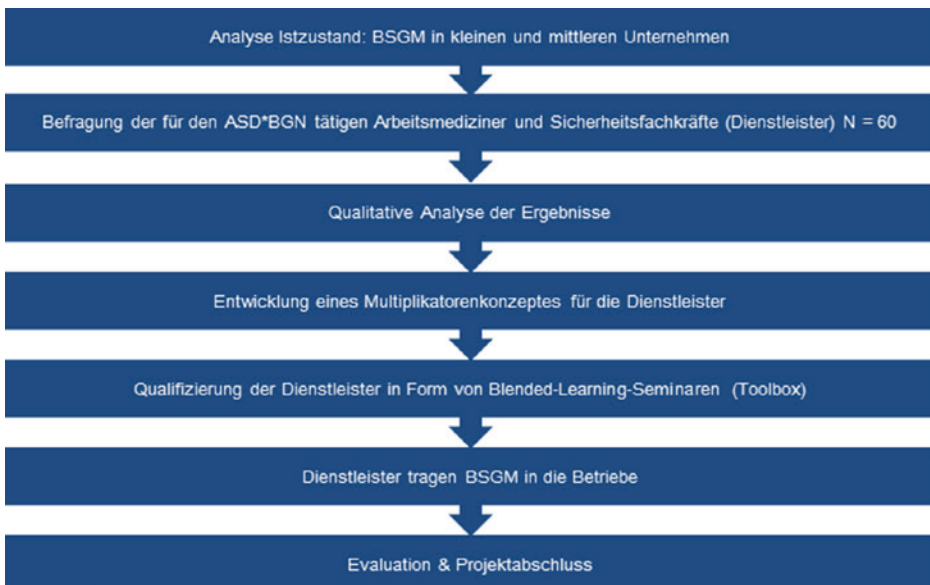 Analyse Istzustand: BSGM in kleinen und mittleren Unternehmen
Befragung der für den ASD*BGN tätigen Arbeitsmediziner und Sicherheitsfachkräfte (Dienstleister) N = 60
Qualitative Analyse der Ergebnisse
Entwicklung eines Multiplikatorenkonzeptes für die Dienstleister
Qualifizierung der Dienstleister in Form von Blended-Learning-Seminaren (Toolbox)
Dienstleister tragen BSGM in die Betriebe
Evaluation & Projektabschluss